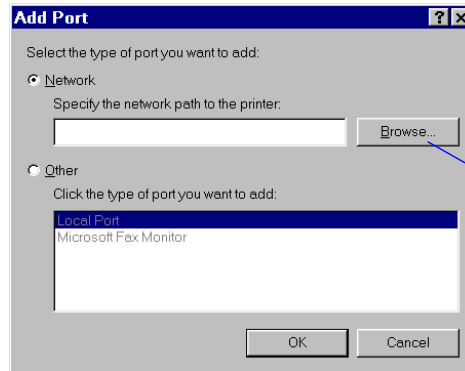 Add Port
Select the type of port you want to add:
Network
Specify the network path to the printer:
Browse...
Other
Click the type of port you want to add:
Local Port
Microsoft Fax Monitor
OK
Cancel